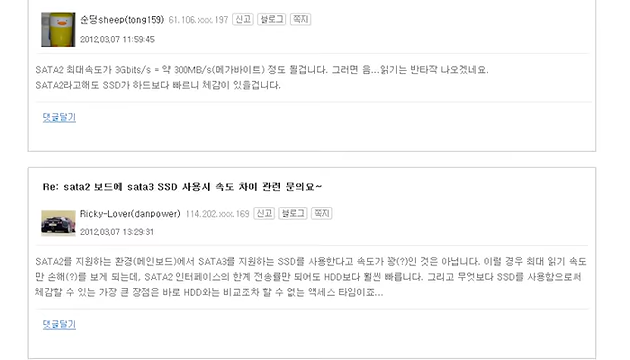 순덩sheep(tong159) 61.106.xxx.197 신고 블로그 쪽지
2012,03,07 11:59:45
SATA2 최대속도가 3Gbits/s = 약 300MB/s(메가바이트) 정도 될겁니다. 그러면 음...읽기는 반타작 나오겠네요.
SATA2라고해도 SSD가 하드보다 빠르니 체감이 있을겁니다.
댓글달기
Re: sata2 보드에 sata3 SSD 사용시 속도 차이 관련 문의요~
Ricky-Lover(danpower) 114.202.xxx.169 신고 블로그 쪽지
2012,03,07 13:29:31
SATA2를 지원하는 환경(메인보드)에서 SATA3를 지원하는 SSD를 사용한다고 속도가 꽝(?)인 것은 아닙니다. 이럴 경우 최대 읽기 속도
만 손해(?)를 보게 되는데, SATA2 인터페이스의 한계 전송률만 되어도 HDD보다 훨씬 빠릅니다. 그리고 무엇보다 SSD를 사용함으로서
체감할 수 있는 가장 큰 장점은 바로 HDD와는 비교조차 할 수 없는 액세스 타임이죠...
댓글달기